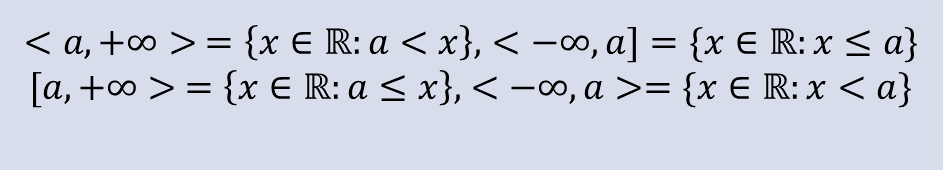 < a, +∞ > = {x ∈ ℝ: a < x}, < −∞, a] = {x ∈ ℝ: x ≤ a}
[a, +∞ > = {x ∈ ℝ: a ≤ x}, < −∞, a >= {x ∈ ℝ: x < a}